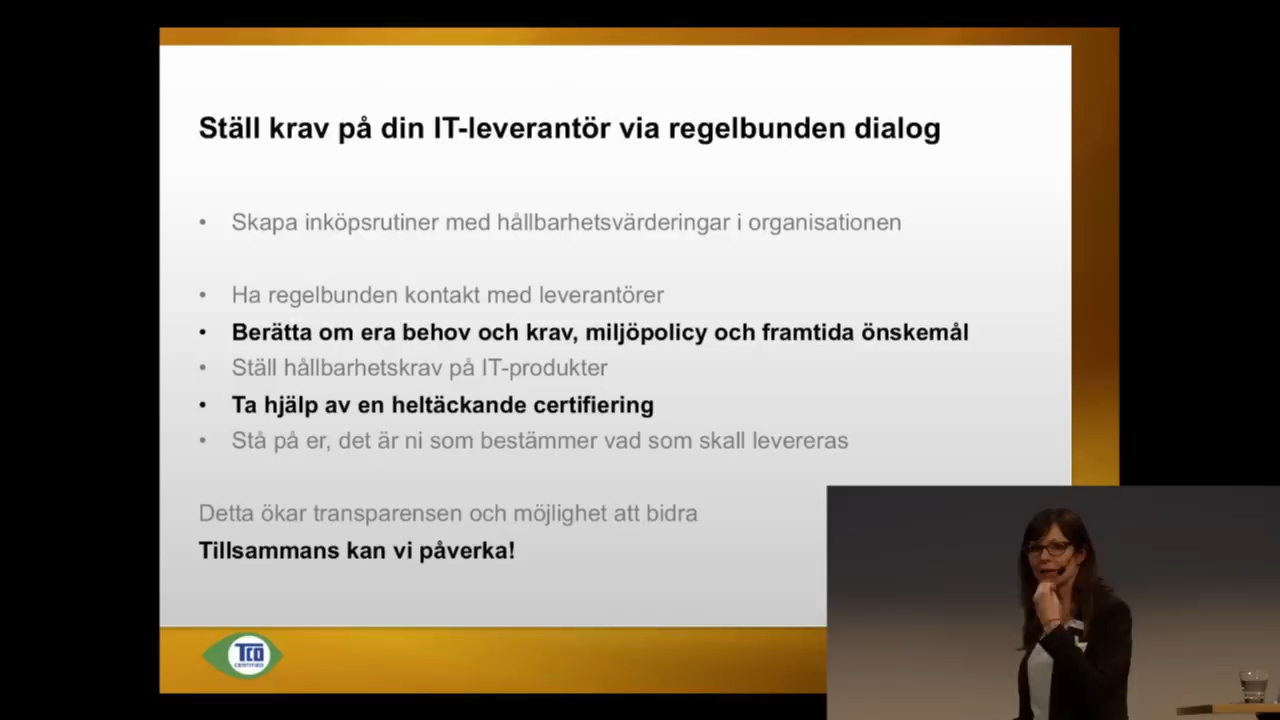 Ställ krav på din IT-leverantör via regelbunden dialog
• Skapa inköpsrutiner med hållbarhetsvärderingar i organisationen
• Ha regelbunden kontakt med leverantörer
• Berätta om era behov och krav, miljöpolicy och framtida önskemål
• Ställ hållbarhetskrav på IT-produkter
• Ta hjälp av en heltäckande certifiering
• Stå på er, det är ni som bestämmer vad som skall levereras
Detta ökar transparensen och möjlighet att bidra
Tillsammans kan vi påverka!
TCO
CERTIFIED